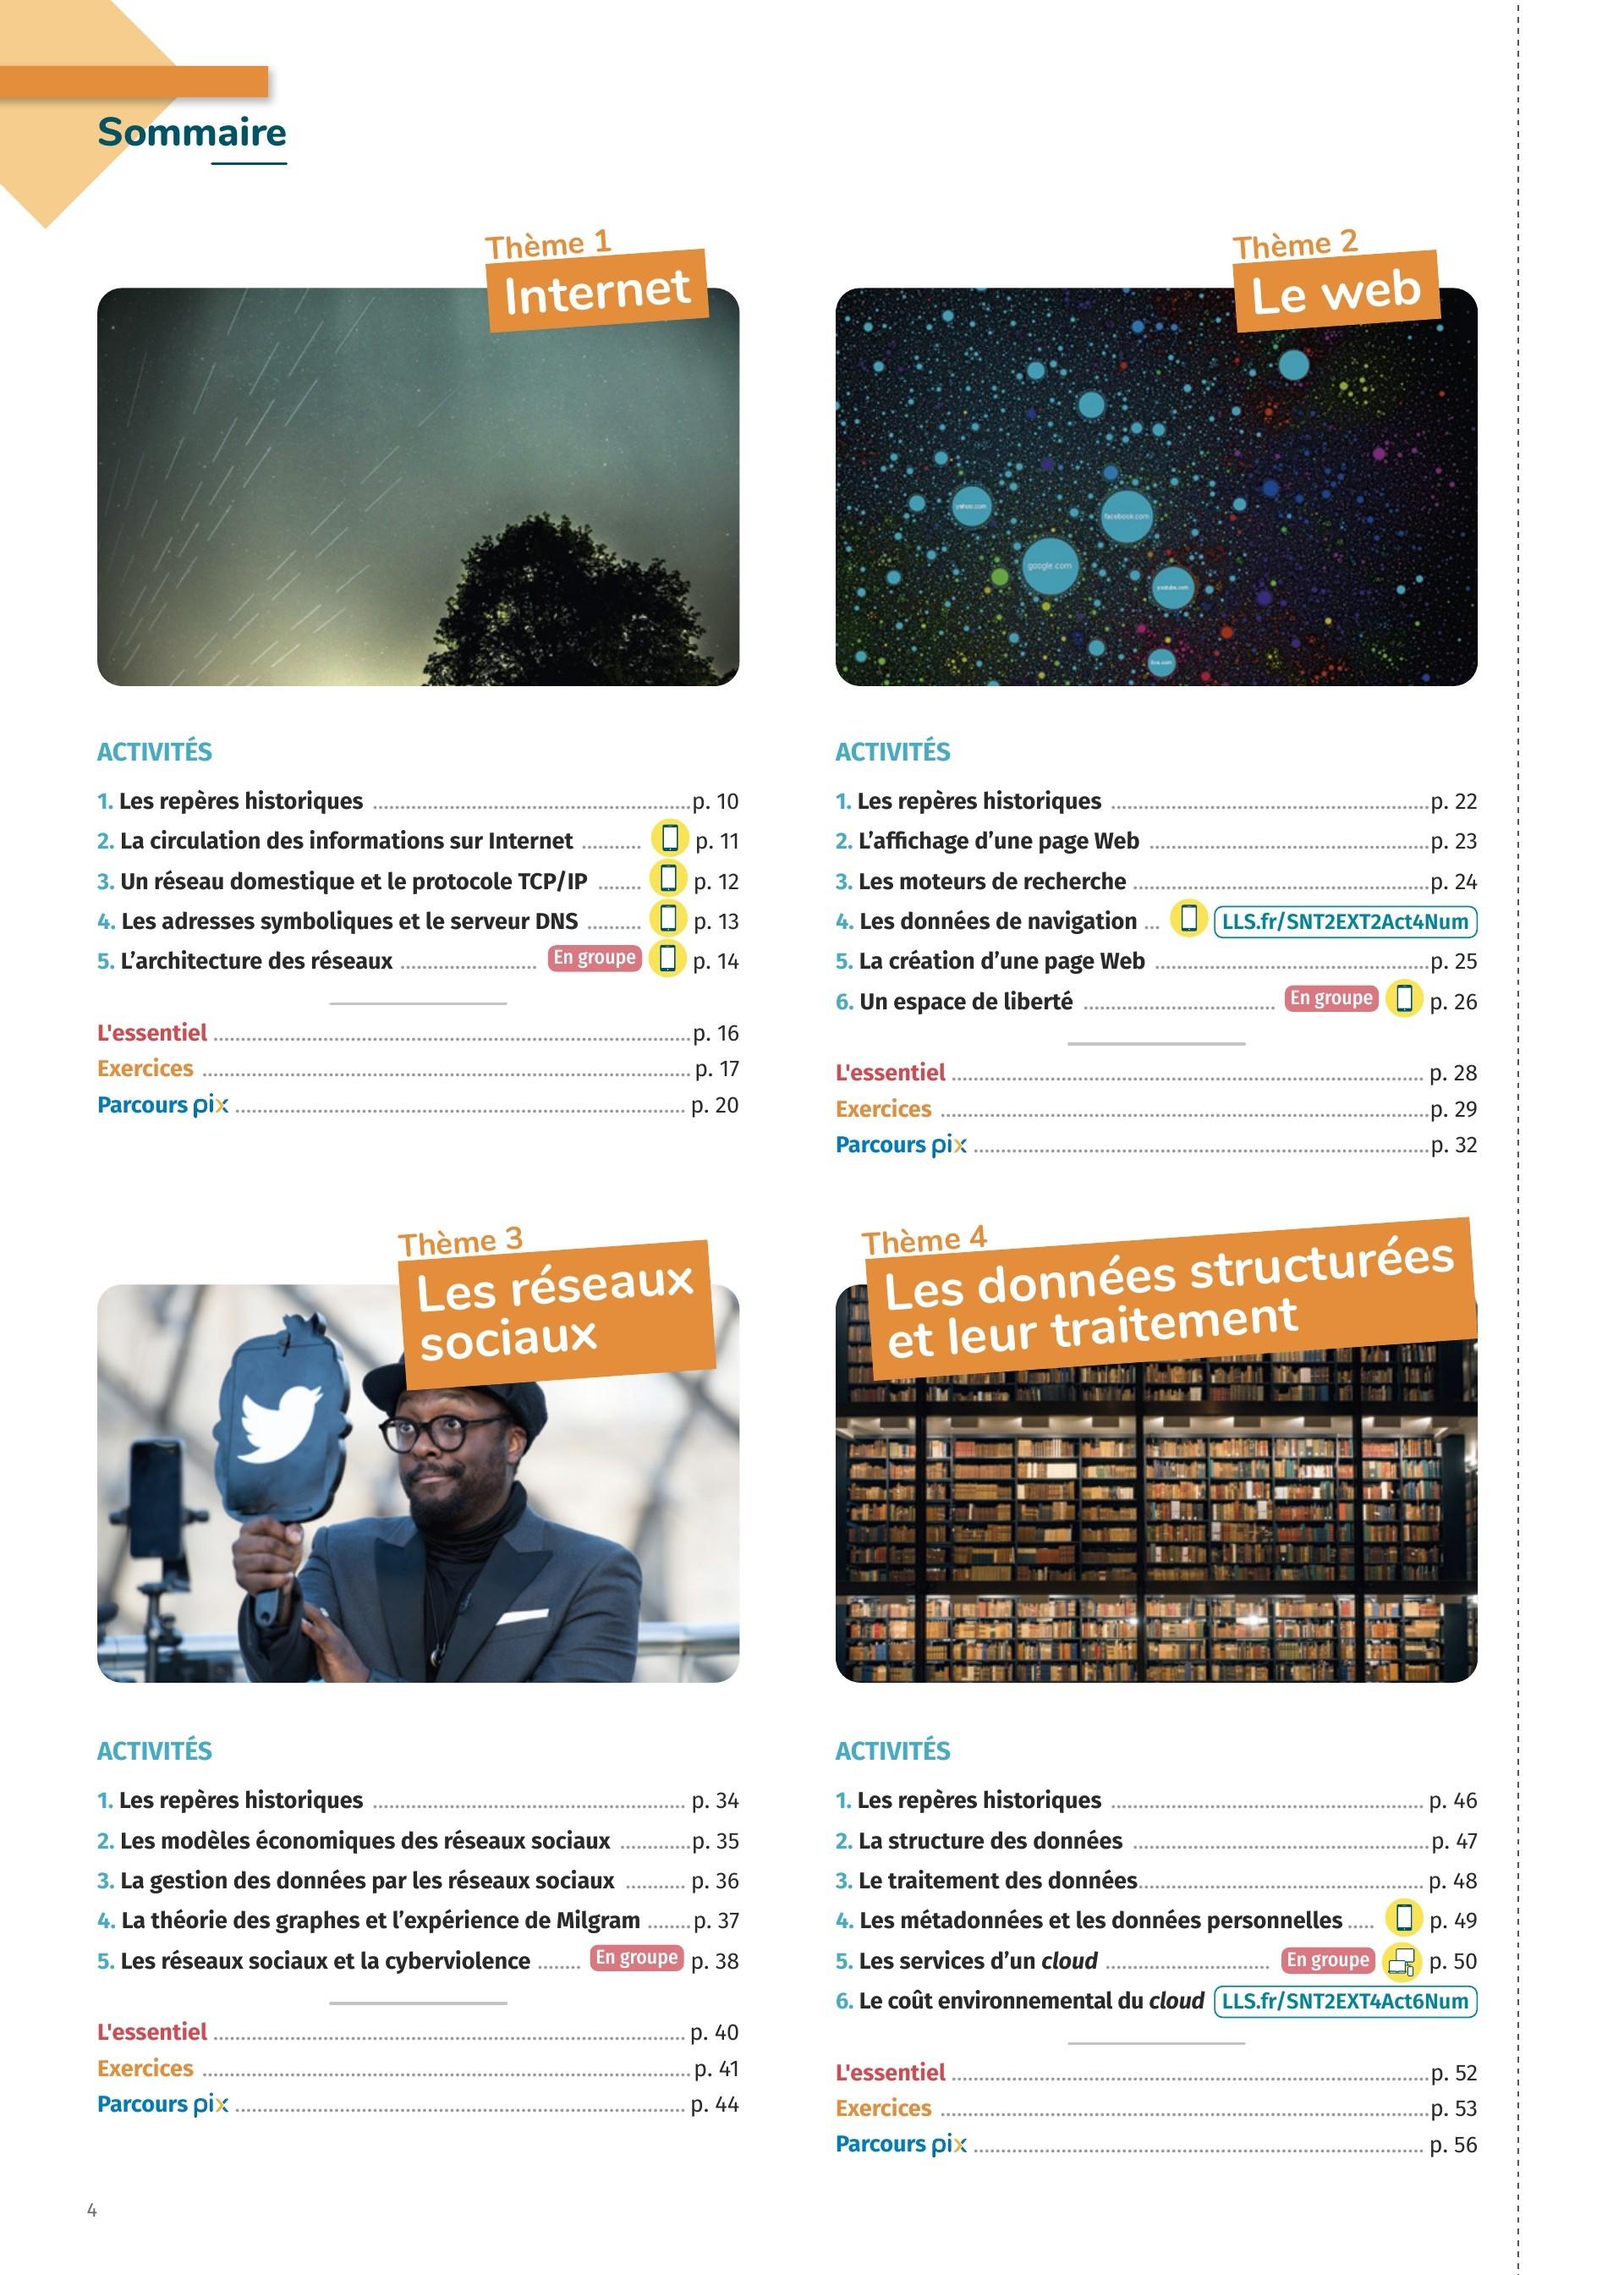 Sommaire
Thème 1
Internet
ACTIVITÉS
1. Les repères historiques ........ p. 10
2. La circulation des informations sur Internet ........ p. 11
3. Un réseau domestique et le protocole TCP/IP ........ p. 12
4. Les adresses symboliques et le serveur DNS ........ p. 13
5. L’architecture des réseaux ........ En groupe p. 14
L'essentiel ........ p. 16
Exercices ........ p. 17
Parcours pix ........ p. 20
Thème 2
Le web
yahoo.com
facebook.com
google.com
youtube.com
live.com
ACTIVITÉS
1. Les repères historiques ........ p. 22
2. L’affichage d’une page Web ........ p. 23
3. Les moteurs de recherche ........ p. 24
4. Les données de navigation ... LLS.fr/SNT2EXT2Act4Num
5. La création d’une page Web ........ p. 25
6. Un espace de liberté ........ En groupe p. 26
L'essentiel ........ p. 28
Exercices ........ p. 29
Parcours pix ........ p. 32
Thème 3
Les réseaux
sociaux
ACTIVITÉS
1. Les repères historiques ........ p. 34
2. Les modèles économiques des réseaux sociaux ........ p. 35
3. La gestion des données par les réseaux sociaux ........ p. 36
4. La théorie des graphes et l’expérience de Milgram ........ p. 37
5. Les réseaux sociaux et la cyberviolence ........ En groupe p. 38
L'essentiel ........ p. 40
Exercices ........ p. 41
Parcours pix ........ p. 44
Thème 4
Les données structurées
et leur traitement
ACTIVITÉS
1. Les repères historiques ........ p. 46
2. La structure des données ........ p. 47
3. Le traitement des données ........ p. 48
4. Les métadonnées et les données personnelles ..... p. 49
5. Les services d’un cloud ........ En groupe p. 50
6. Le coût environnemental du cloud LLS.fr/SNT2EXT4Act6Num
L'essentiel ........ p. 52
Exercices ........ p. 53
Parcours pix ........ p. 56
4